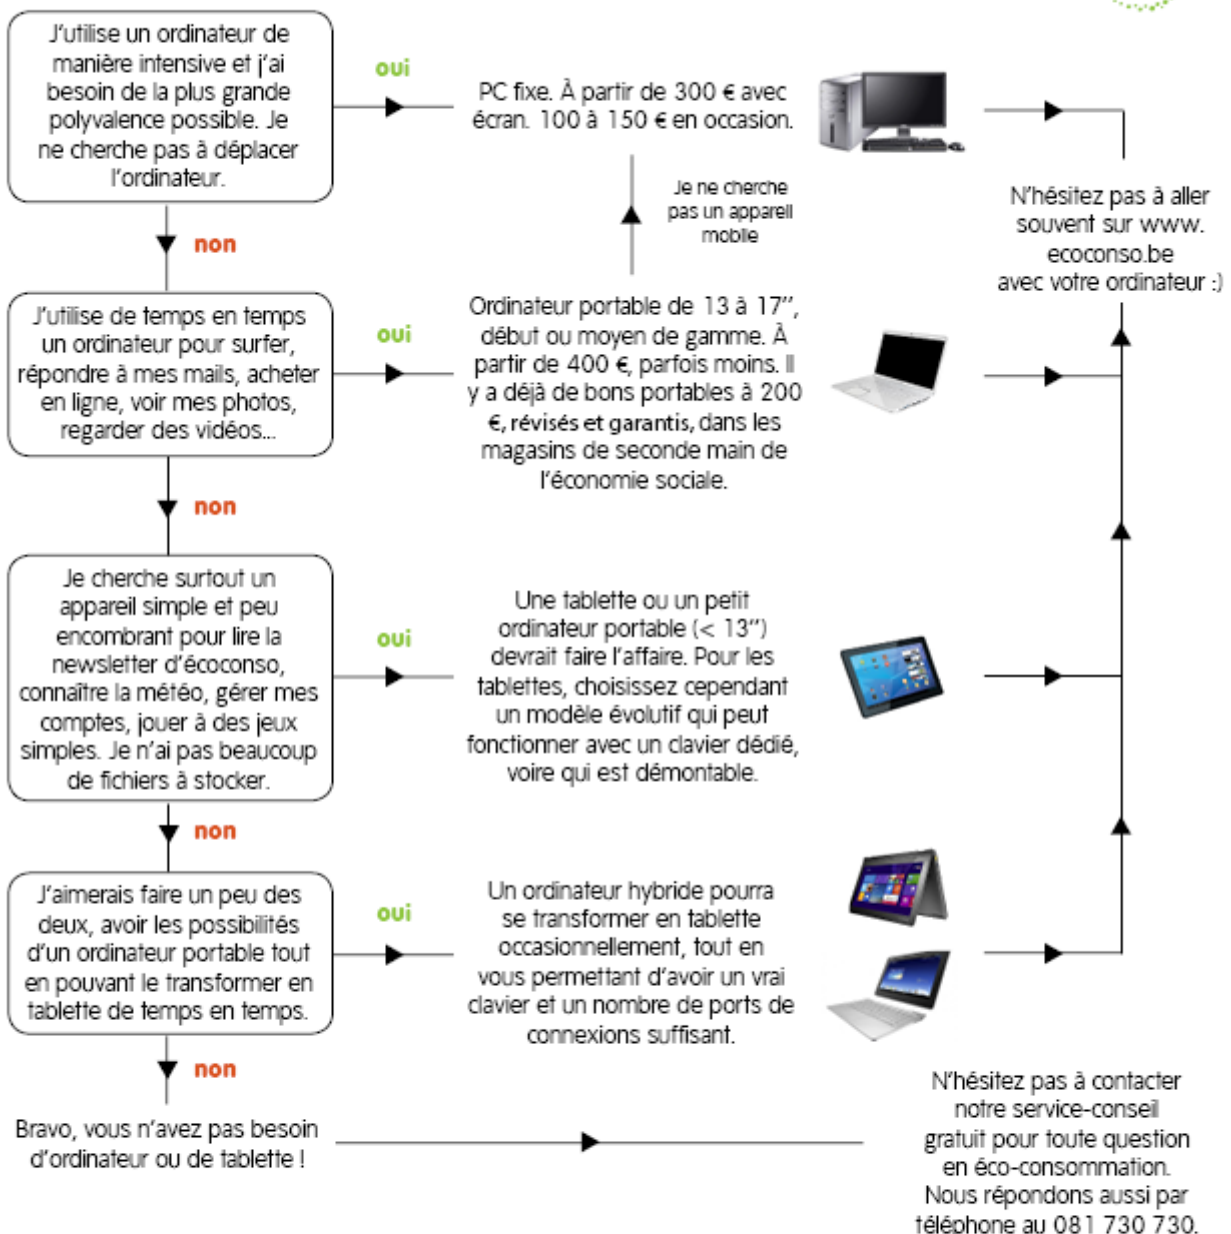 J'utilise un ordinateur de
manière intensive et j'ai
besoin de la plus grande
polyvalence possible. Je
ne cherche pas à déplacer
l'ordinateur.
oui
PC fixe. À partir de 300 € avec
écran. 100 à 150 € en occasion.
non
Je ne cherche
pas un appareil
mobile
N'hésitez pas à aller
souvent sur www.
ecoconso.be
avec votre ordinateur :)
J'utilise de temps en temps
un ordinateur pour surfer,
répondre à mes mails, acheter
en ligne, voir mes photos,
regarder des vidéos...
oui
Ordinateur portable de 13 à 17'',
début ou moyen de gamme. À
partir de 400 €, parfois moins. Il
y a déjà de bons portables à 200
€, révisés et garantis, dans les
magasins de seconde main de
l'économie sociale.
non
Je cherche surtout un
appareil simple et peu
encombrant pour lire la
newsletter d'écoconso,
connaître la météo, gérer mes
comptes, jouer à des jeux
simples. Je n'ai pas beaucoup
de fichiers à stocker.
oui
Une tablette ou un petit
ordinateur portable (< 13'')
devrait faire l'affaire. Pour les
tablettes, choisissez cependant
un modèle évolutif qui peut
fonctionner avec un clavier dédié,
voire qui est démontable.
non
J'aimerais faire un peu des
deux, avoir les possibilités
d'un ordinateur portable tout
en pouvant le transformer en
tablette de temps en temps.
oui
Un ordinateur hybride pourra
se transformer en tablette
occasionnellement, tout en
vous permettant d'avoir un vrai
clavier et un nombre de ports de
connexions suffisant.
non
Bravo, vous n'avez pas besoin
d'ordinateur ou de tablette !
N'hésitez pas à contacter
notre service-conseil
gratuit pour toute question
en éco-consommation.
Nous répondons aussi par
téléphone au 081 730 730.